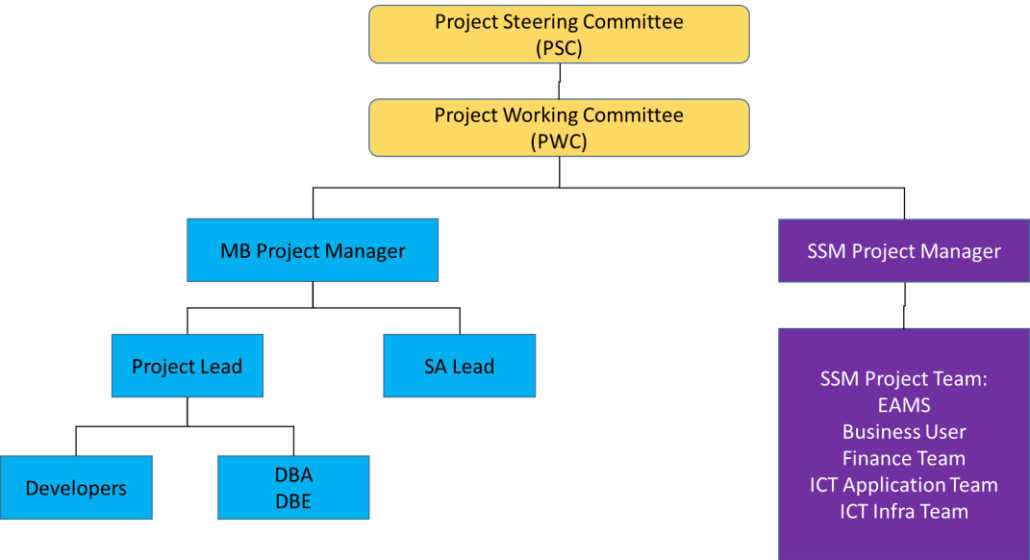 Project Steering Committee
(PSC)
Project Working Committee
(PWC)
MB Project Manager
SSM Project Manager
Project Lead
SA Lead
SSM Project Team:
EAMS
Business User
Finance Team
ICT Application Team
ICT Infra Team
Developers
DBA
DBE